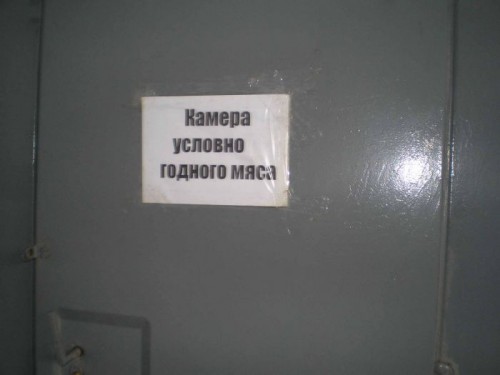 Камера
условно
годного мяса